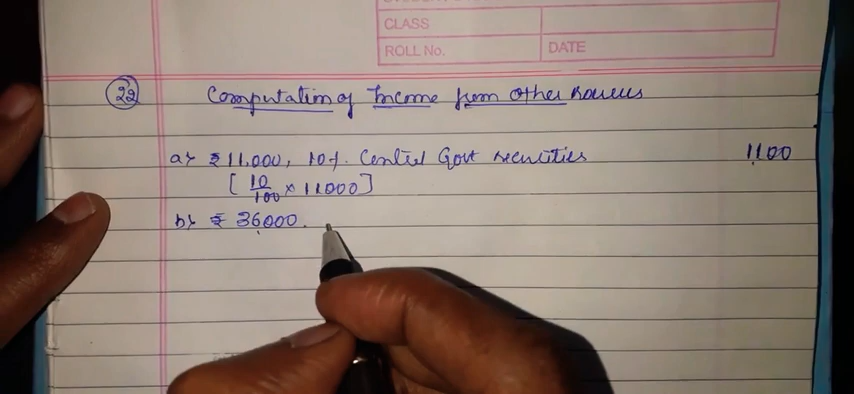 CLASS
ROLL No. DATE
22 Computation of Income from other sources
a> ₹ 11,000, 10%. Central Govt securities 1100
[ 10/100 × 11000 ]
b> ₹ 36000.